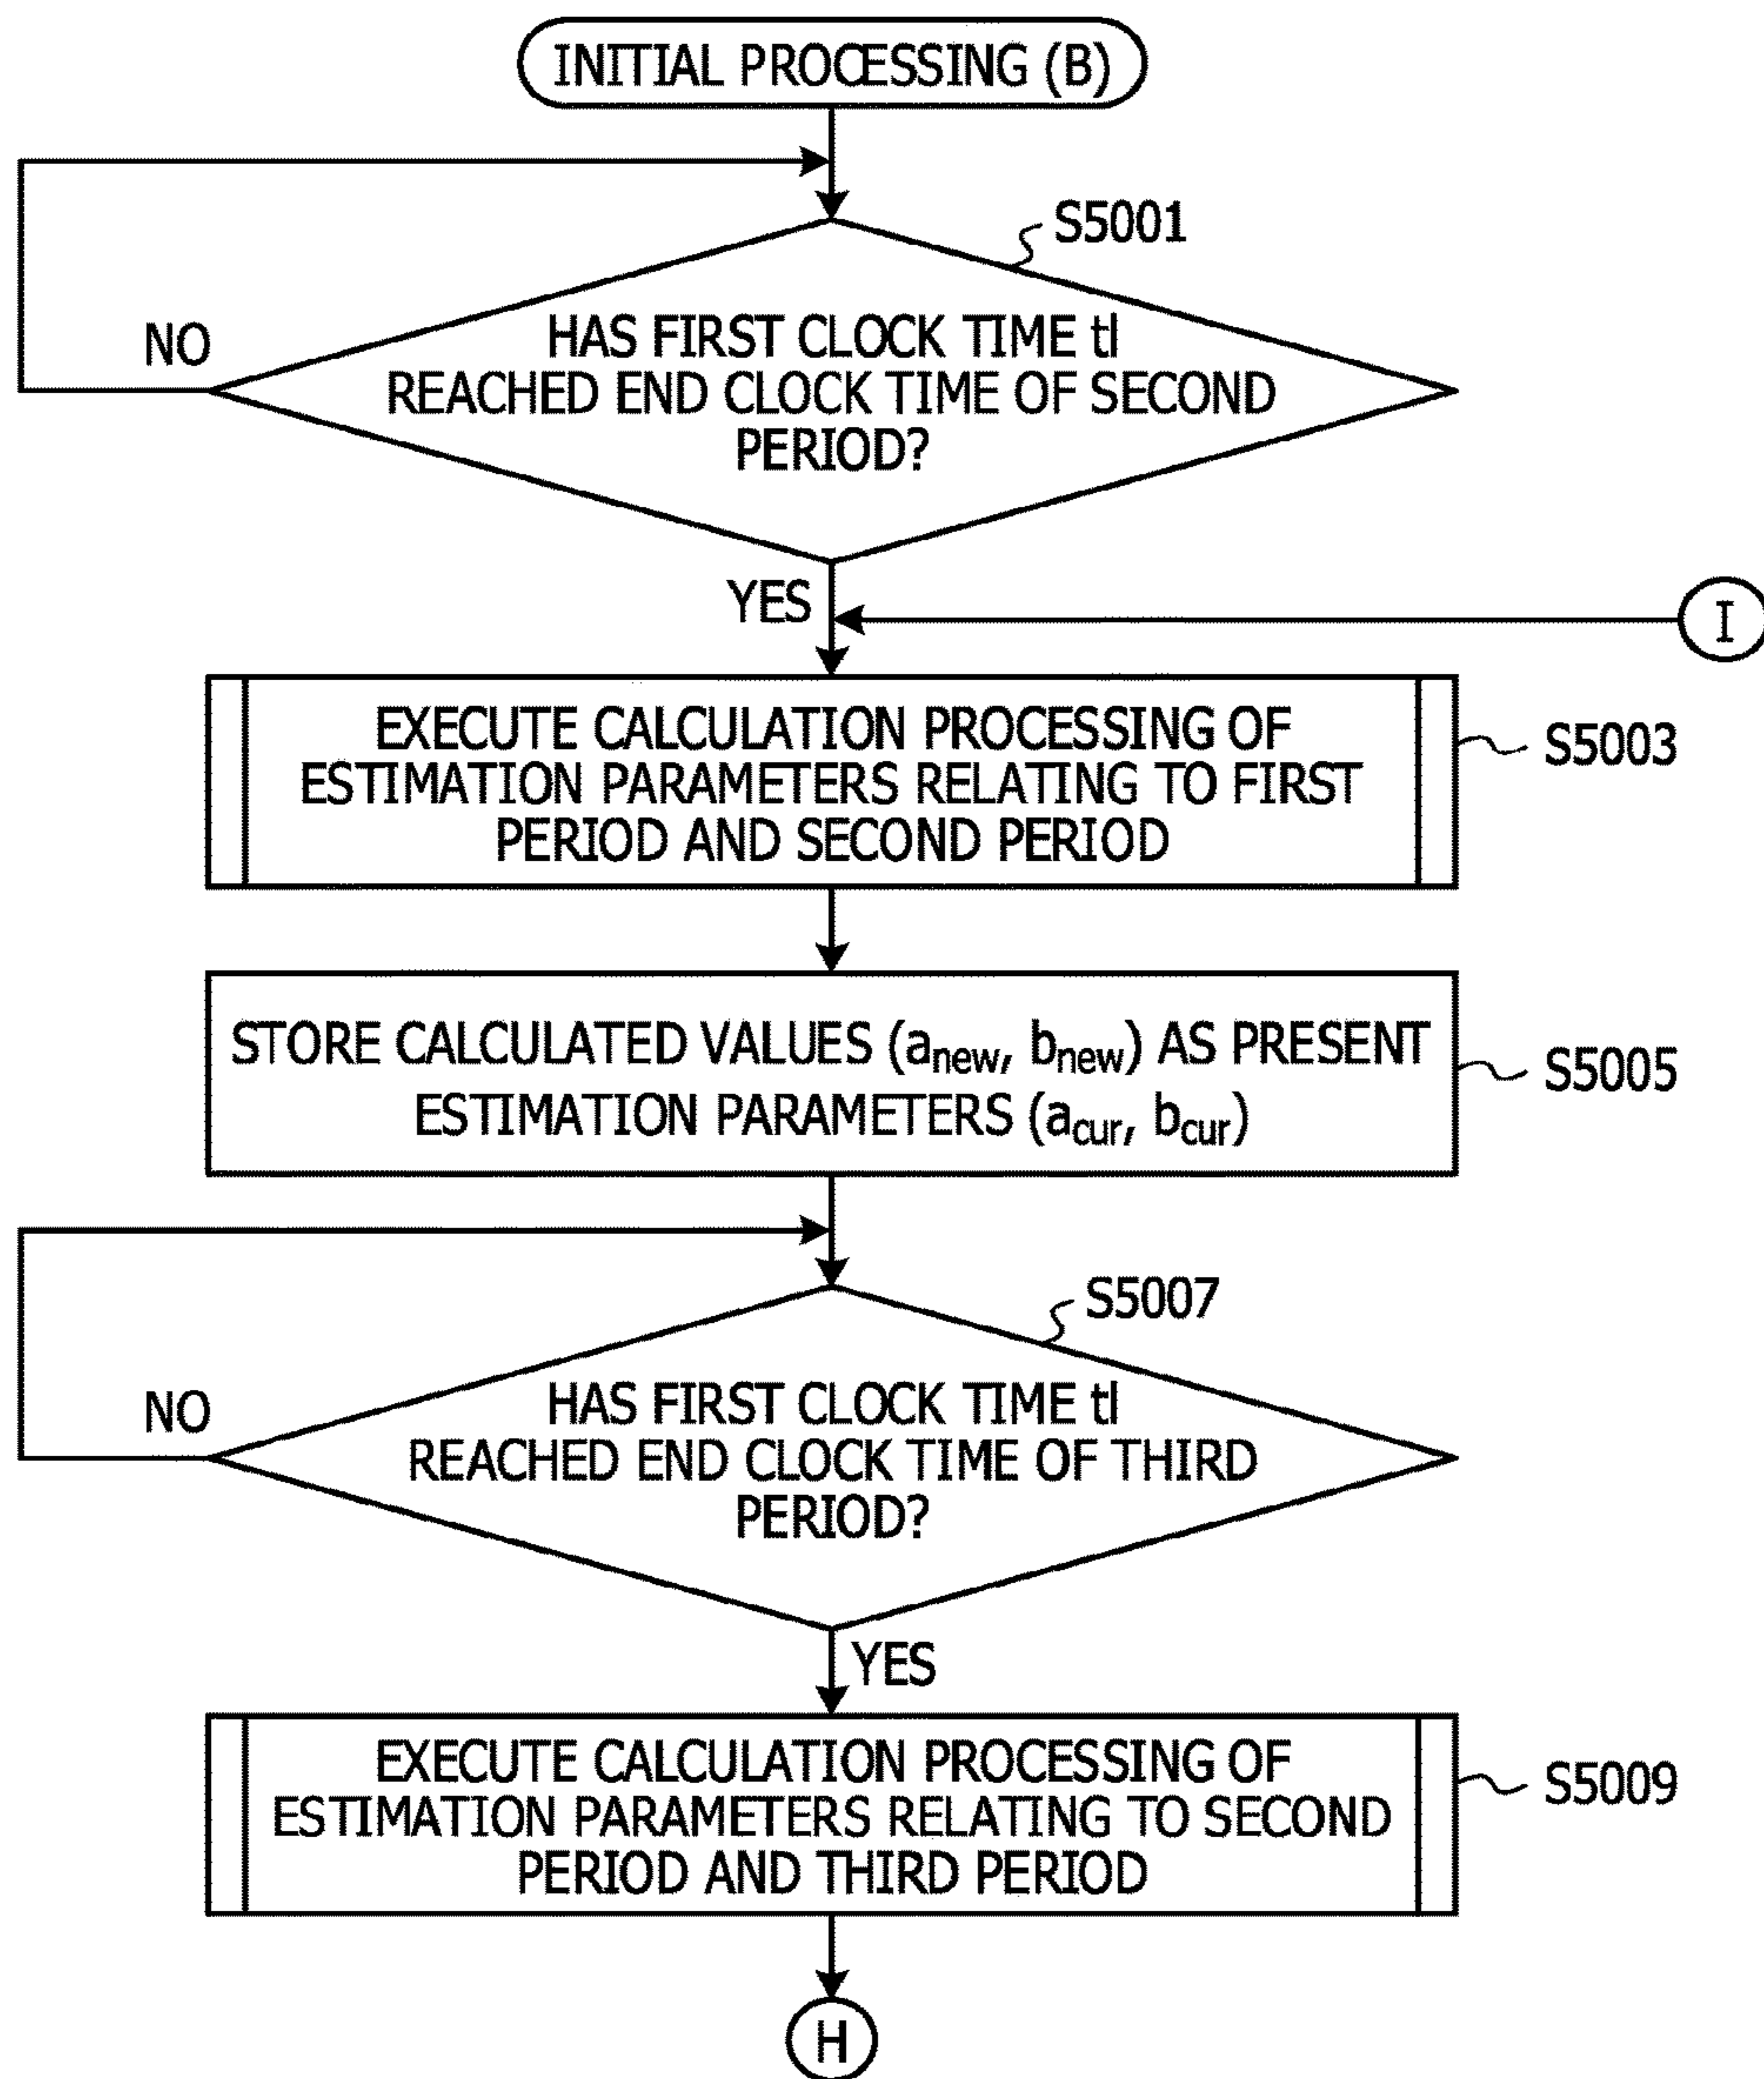 INITIAL PROCESSING (B)
S5001
HAS FIRST CLOCK TIME tl
REACHED END CLOCK TIME OF SECOND
PERIOD?
NO
YES
I
EXECUTE CALCULATION PROCESSING OF
ESTIMATION PARAMETERS RELATING TO FIRST
PERIOD AND SECOND PERIOD
S5003
STORE CALCULATED VALUES (anew, bnew) AS PRESENT
ESTIMATION PARAMETERS (acur, bcur)
S5005
S5007
HAS FIRST CLOCK TIME tl
REACHED END CLOCK TIME OF THIRD
PERIOD?
NO
YES
EXECUTE CALCULATION PROCESSING OF
ESTIMATION PARAMETERS RELATING TO SECOND
PERIOD AND THIRD PERIOD
S5009
H